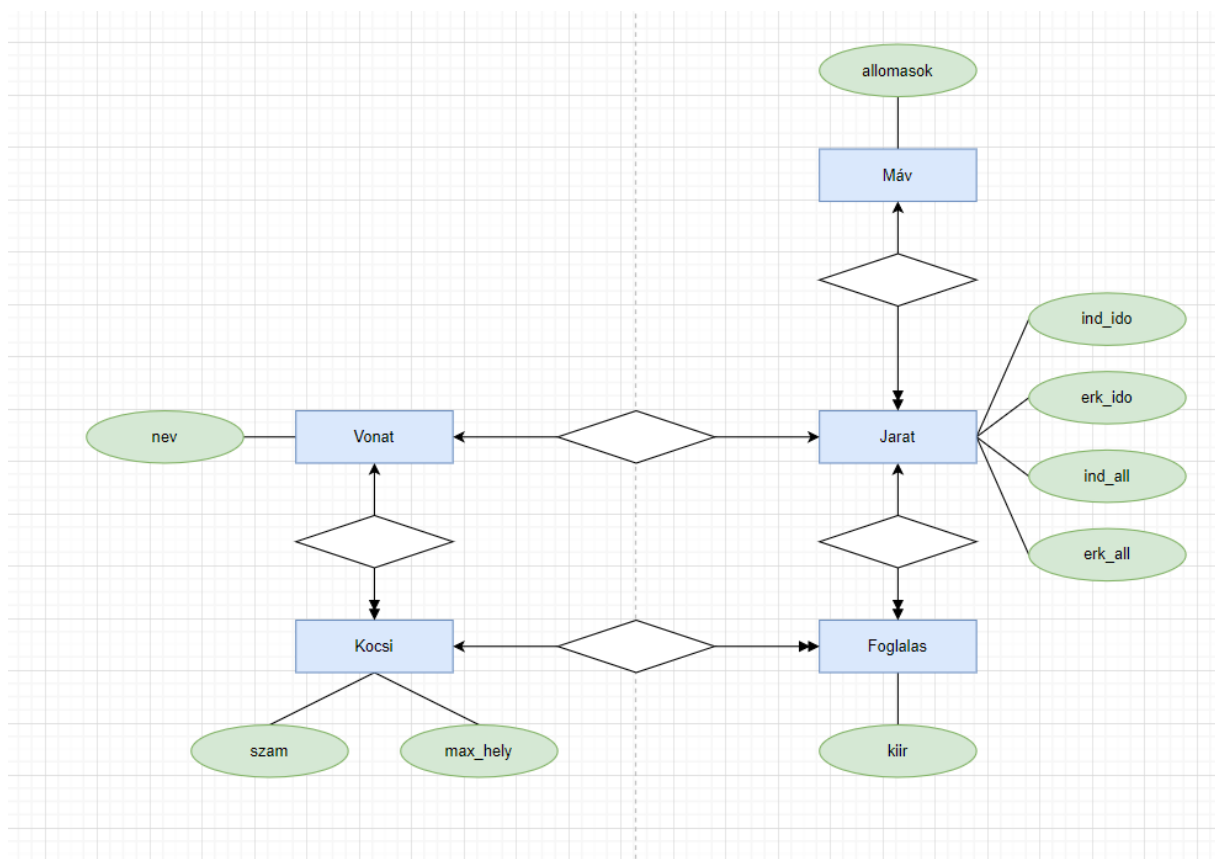 allomasok
Máv
ind_ido
erk_ido
nev
Vonat
Jarat
ind_all
erk_all
Kocsi
Foglalas
szam
max_hely
kiir